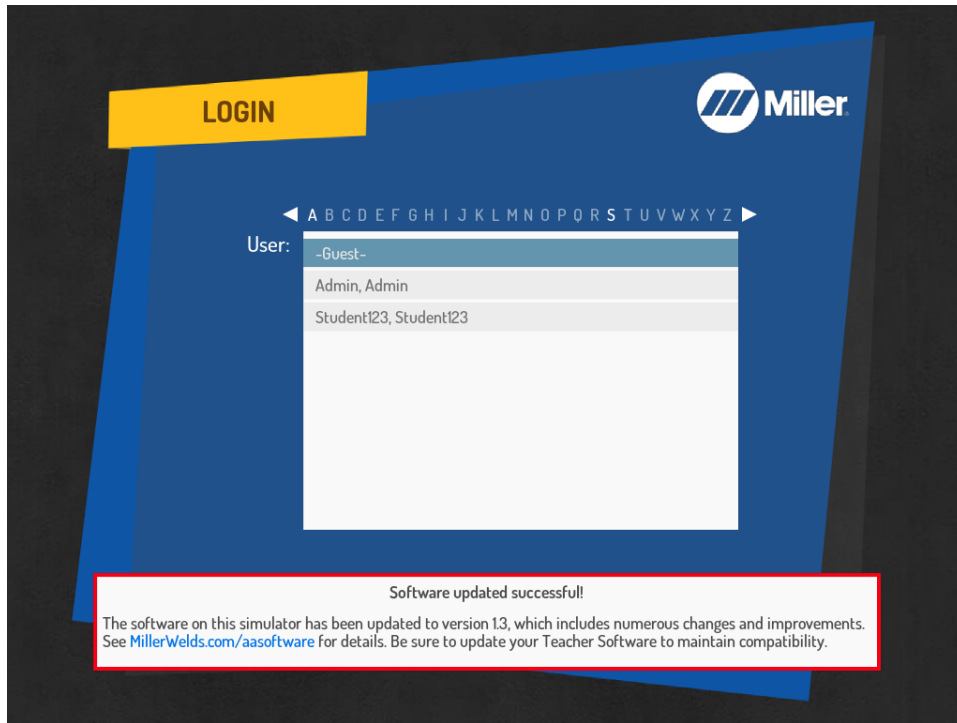 LOGIN
Miller
A B C D E F G H I J K L M N O P Q R S T U V W X Y Z
User:
-Guest-
Admin, Admin
Student123, Student123
Software updated successful!
The software on this simulator has been updated to version 1.3, which includes numerous changes and improvements.
See MillerWelds.com/aasoftware for details. Be sure to update your Teacher Software to maintain compatibility.